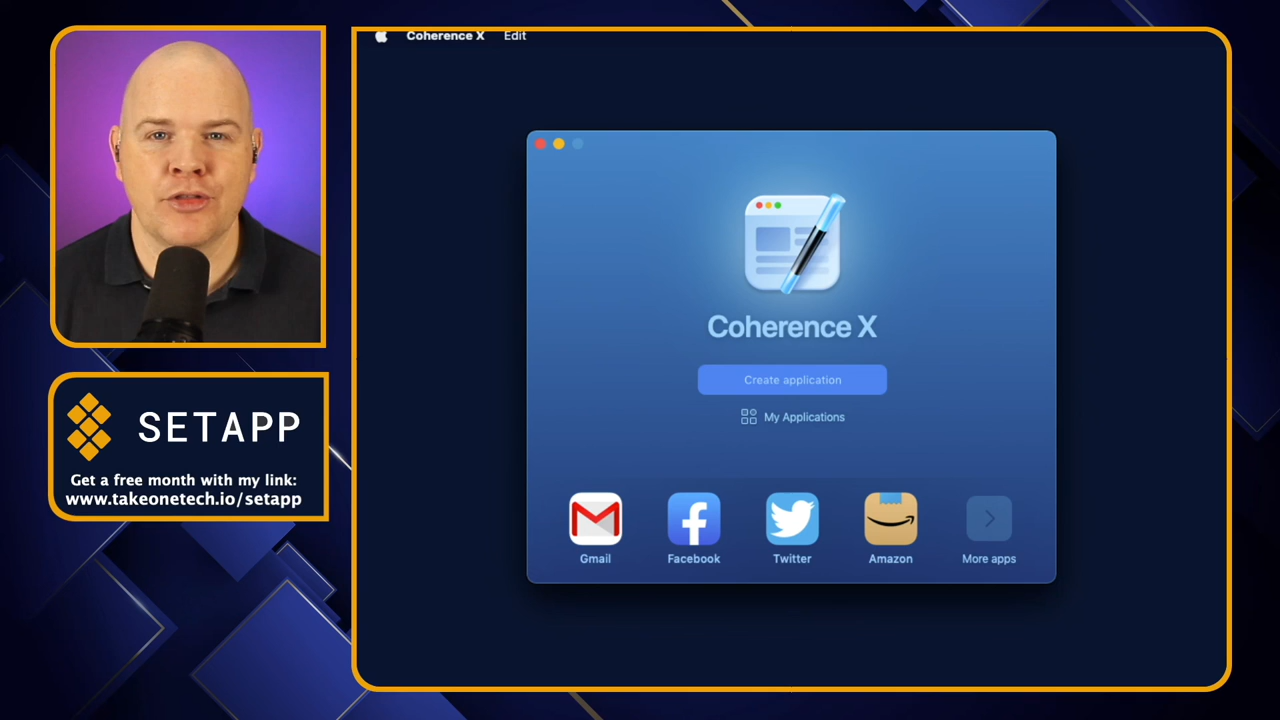 Coherence X Edit
Coherence X
Create application
My Applications
Gmail Facebook Twitter Amazon More apps
SETAPP
Get a free month with my link:
www.takeonetech.io/setapp